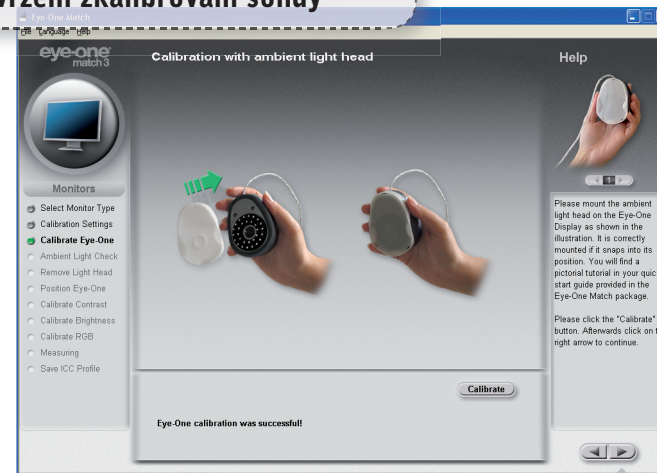 zkalibrování sondy
Eye-One Match
File Language Help
eye-one
match 3
Calibration with ambient light head
Help
1
Monitors
Select Monitor Type
Calibration Settings
Calibrate Eye-One
Ambient Light Check
Remove Light Head
Position Eye-One
Calibrate Contrast
Calibrate Brightness
Calibrate RGB
Measuring
Save ICC Profile
Please mount the ambient
light head on the Eye-One
Display as shown in the
illustration. It is correctly
mounted if it snaps into its
position. You will find a
pictorial tutorial in your quic
start guide provided in the
Eye-One Match package.
Please click the "Calibrate"
button. Afterwards click on t
right arrow to continue.
Calibrate
Eye-One calibration was successful!